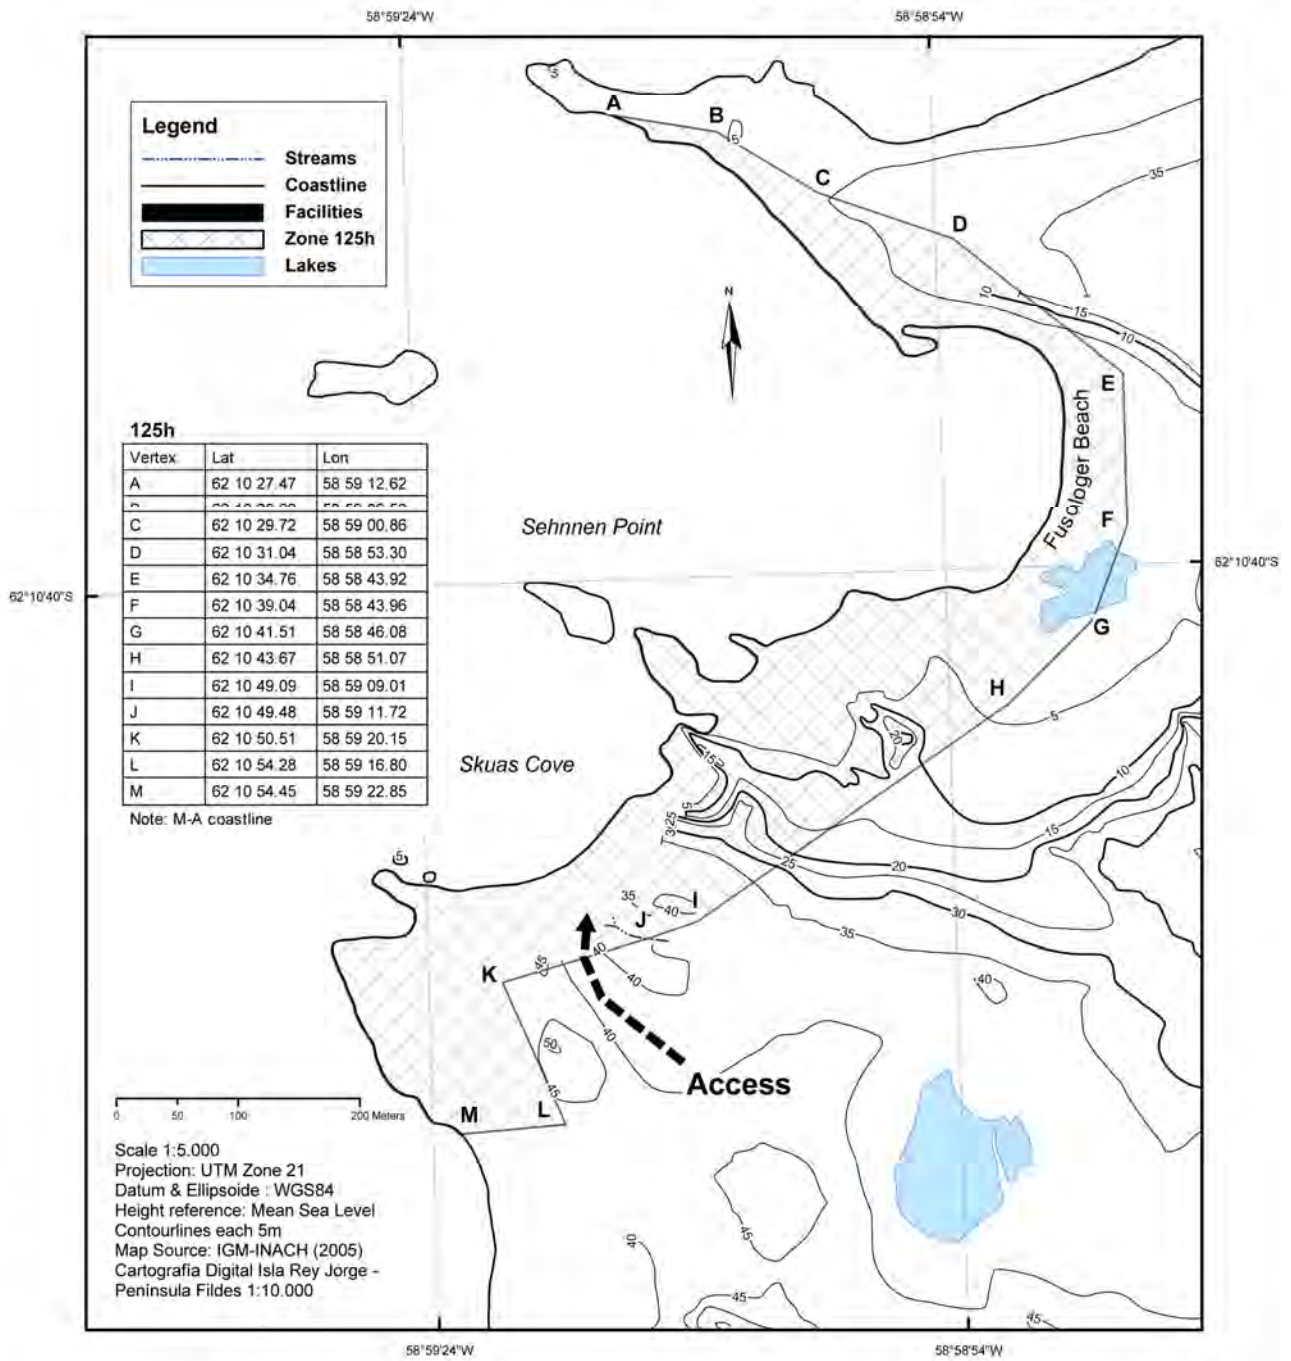 58°59'24"W 58°58'54"W
Legend
Streams
Coastline
Facilities
Zone 125h
Lakes
5
A
B
5
C
D
35
N
10
15
10
E
Fusologer Beach
F
G
H
62°10'40"S
62°10'40"S
125h
Vertex Lat Lon
A 62 10 27.47 58 59 12.62
C 62 10 29.72 58 59 00.86
D 62 10 31.04 58 58 53.30
E 62 10 34.76 58 58 43.92
F 62 10 39.04 58 58 43.96
G 62 10 41.51 58 58 46.08
H 62 10 43.67 58 58 51.07
I 62 10 49.09 58 59 09.01
J 62 10 49.48 58 59 11.72
K 62 10 50.51 58 59 20.15
L 62 10 54.28 58 59 16.80
M 62 10 54.45 58 59 22.85
Note: M-A coastline
Sehnnen Point
Skuas Cove
5
20
15
5
10
15
25
20
25
30
35
5
35
40
I
J
40
40
45
K
40
50
45
40
Access
L
M
45
40
45
45
0 50 100 200 Meters
Scale 1:5.000
Projection: UTM Zone 21
Datum & Ellipsoide : WGS84
Height reference: Mean Sea Level
Contourlines each 5m
Map Source: IGM-INACH (2005)
Cartografia Digital Isla Rey Jorge -
Peninsula Fildes 1:10.000
58°59'24"W 58°58'54"W